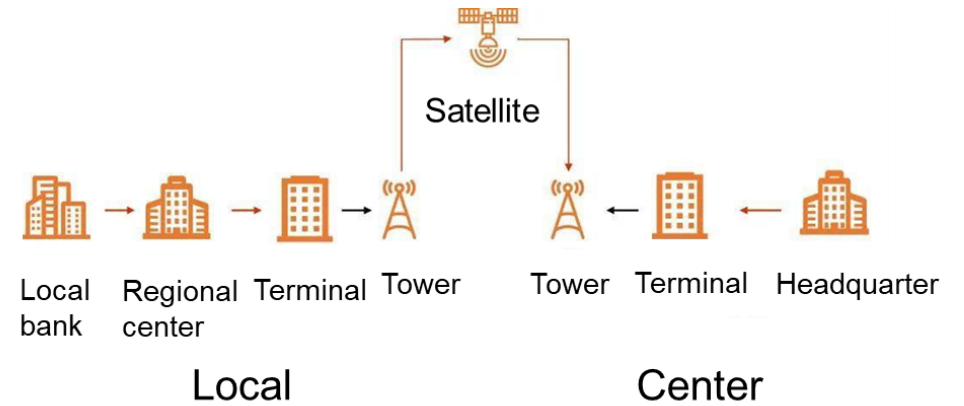 Satellite
Local bank
Regional center
Terminal
Tower
Tower
Terminal
Headquarter
Local
Center